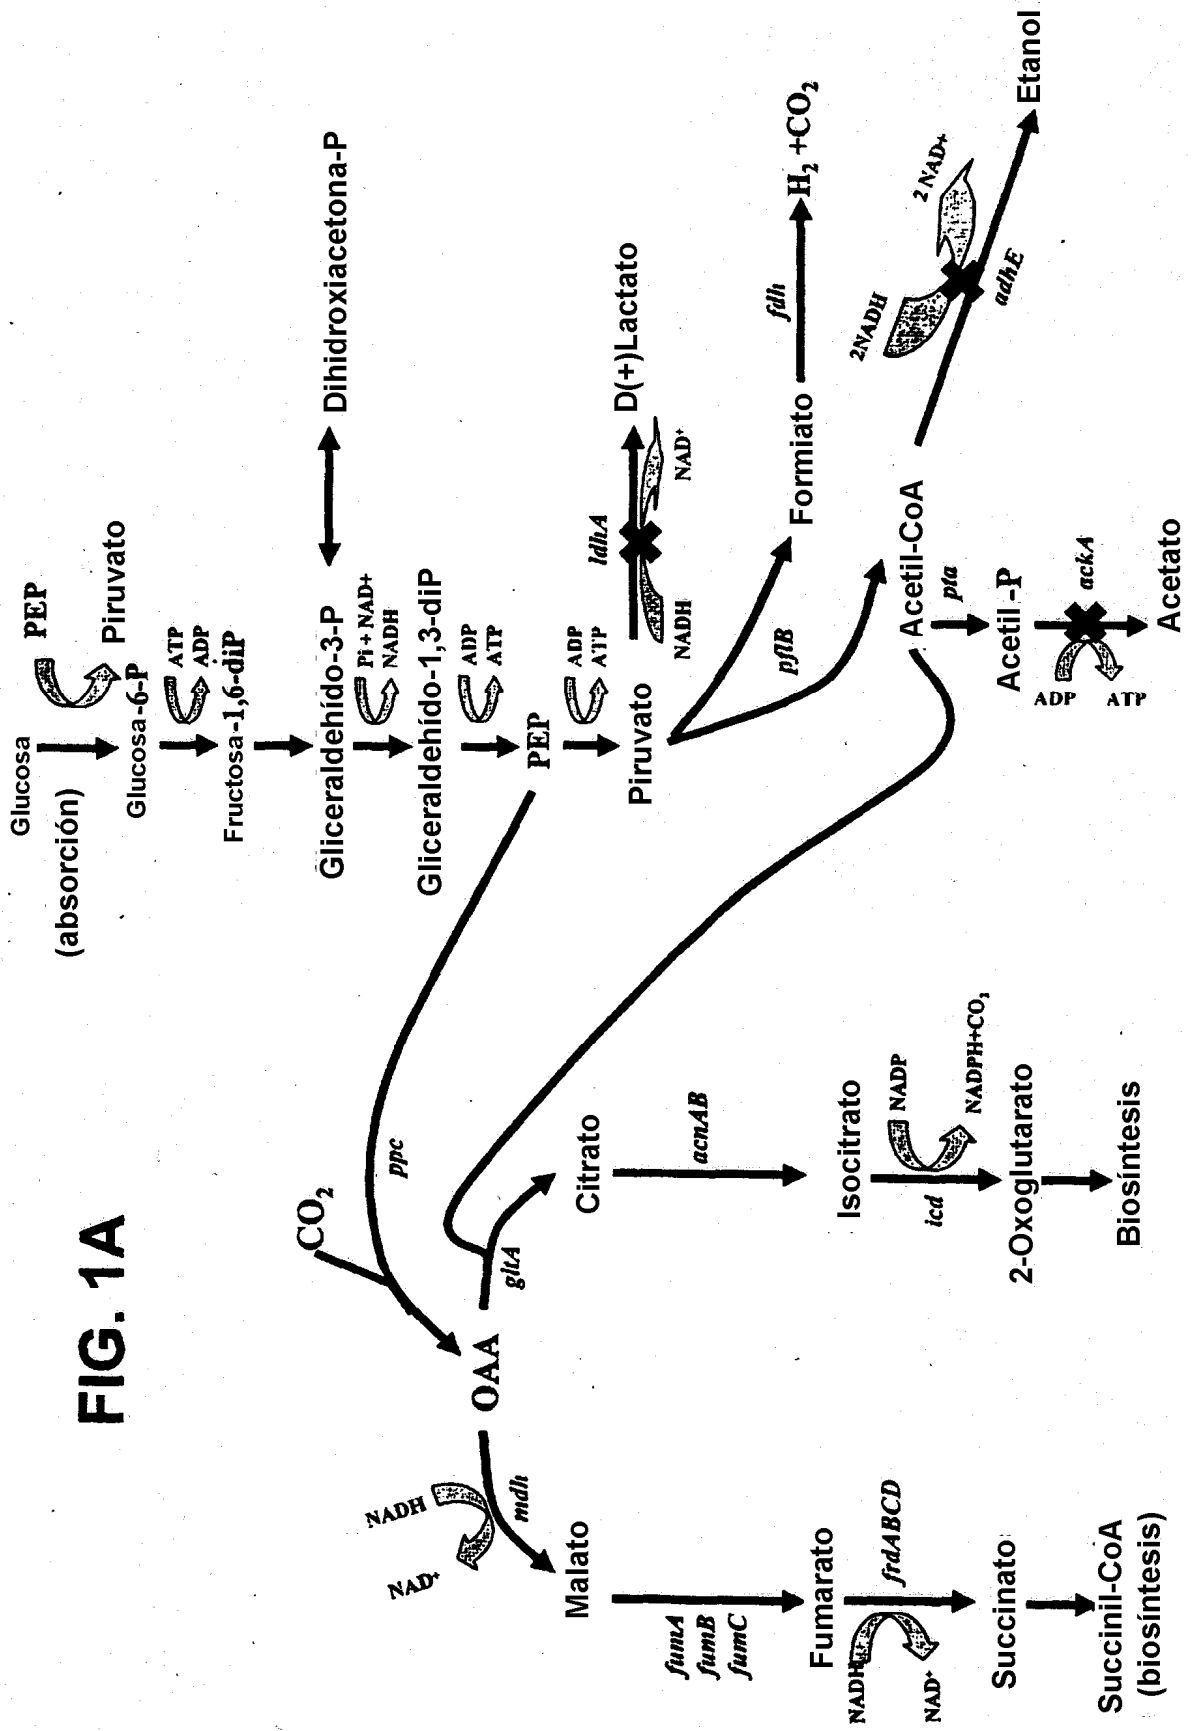 FIG. 1A
Glucosa
(absorción)
PEP
Piruvato
Glucosa-6-P
ATP
ADP
Fructosa-1,6-diP
Gliceraldehído-3-P
Dihidroxiacetona-P
Pi + NAD+
NADH
Gliceraldehído-1,3-diP
ADP
ATP
PEP
ADP
ATP
Piruvato
ldhA
NADH
NAD+
D(+)Lactato
pflB
Formiato
fdh
H2 +CO2
Acetil-CoA
2NADH
2 NAD+
adhE
Etanol
pta
Acetil-P
ackA
ADP
ATP
Acetato
CO2
ppc
OAA
gltA
Citrato
acnAB
Isocitrato
icd
NADP
NADPH+CO2
2-Oxoglutarato
Biosíntesis
NADH
NAD+
mdh
Malato
fumA
fumB
fumC
Fumarato
frdABCD
NADH
NAD+
Succinato
Succinil-CoA
(biosíntesis)